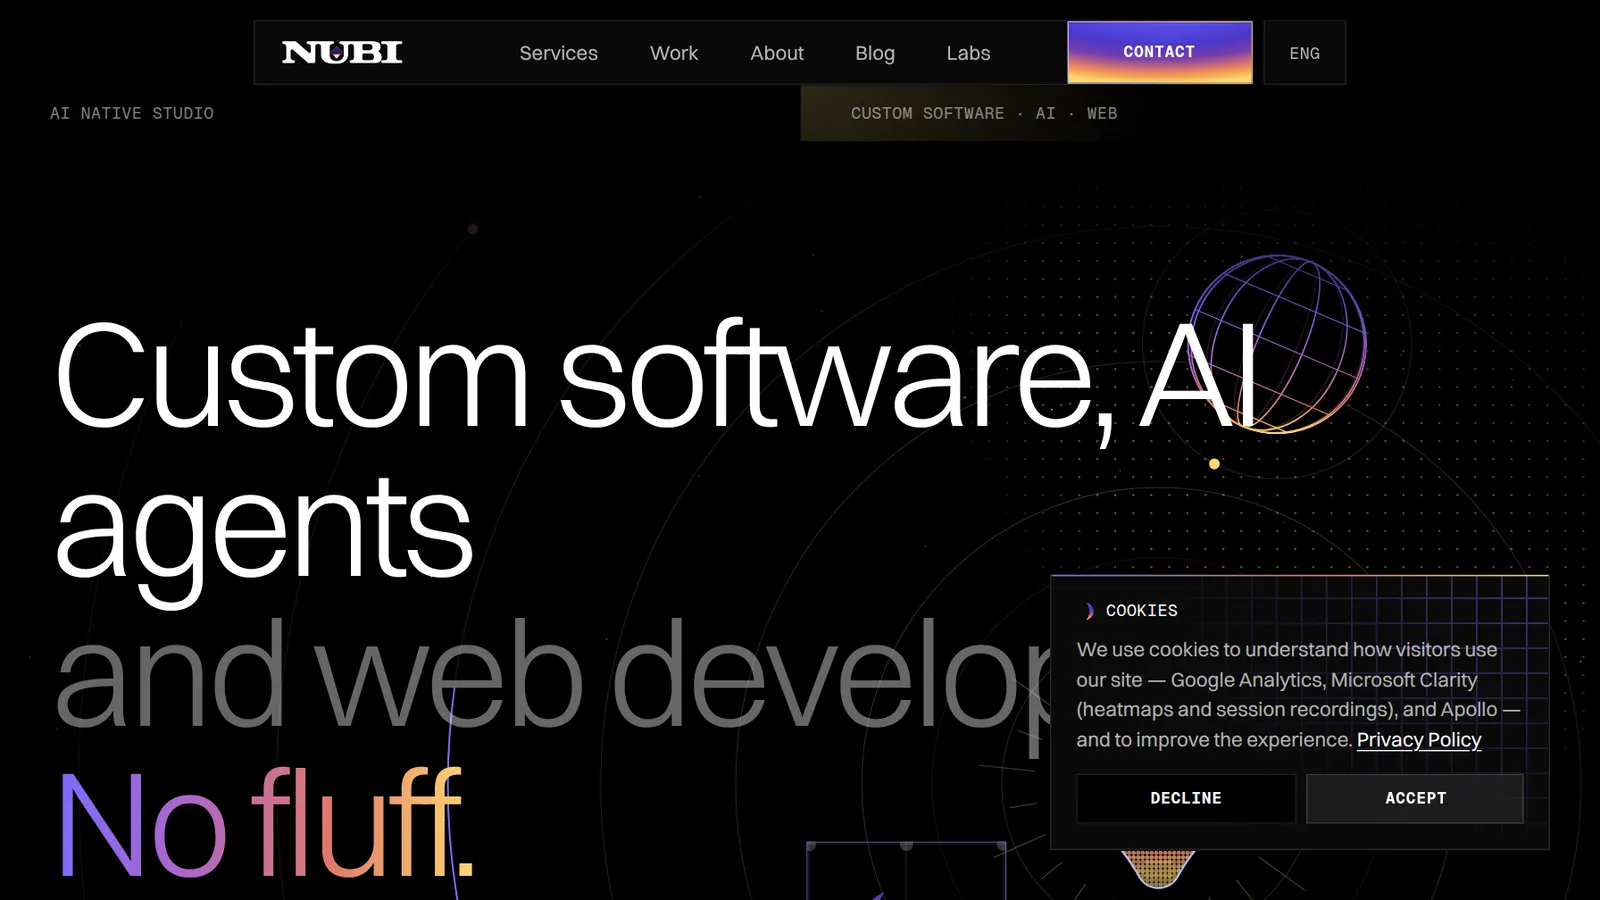 NUBI
Services
Work
About
Blog
Labs
CONTACT
ENG
AI NATIVE STUDIO
CUSTOM SOFTWARE · AI · WEB
Custom software, AI
agents
and web develop
No fluff.
COOKIES
We use cookies to understand how visitors use
our site — Google Analytics, Microsoft Clarity
(heatmaps and session recordings), and Apollo —
and to improve the experience. Privacy Policy
DECLINE
ACCEPT